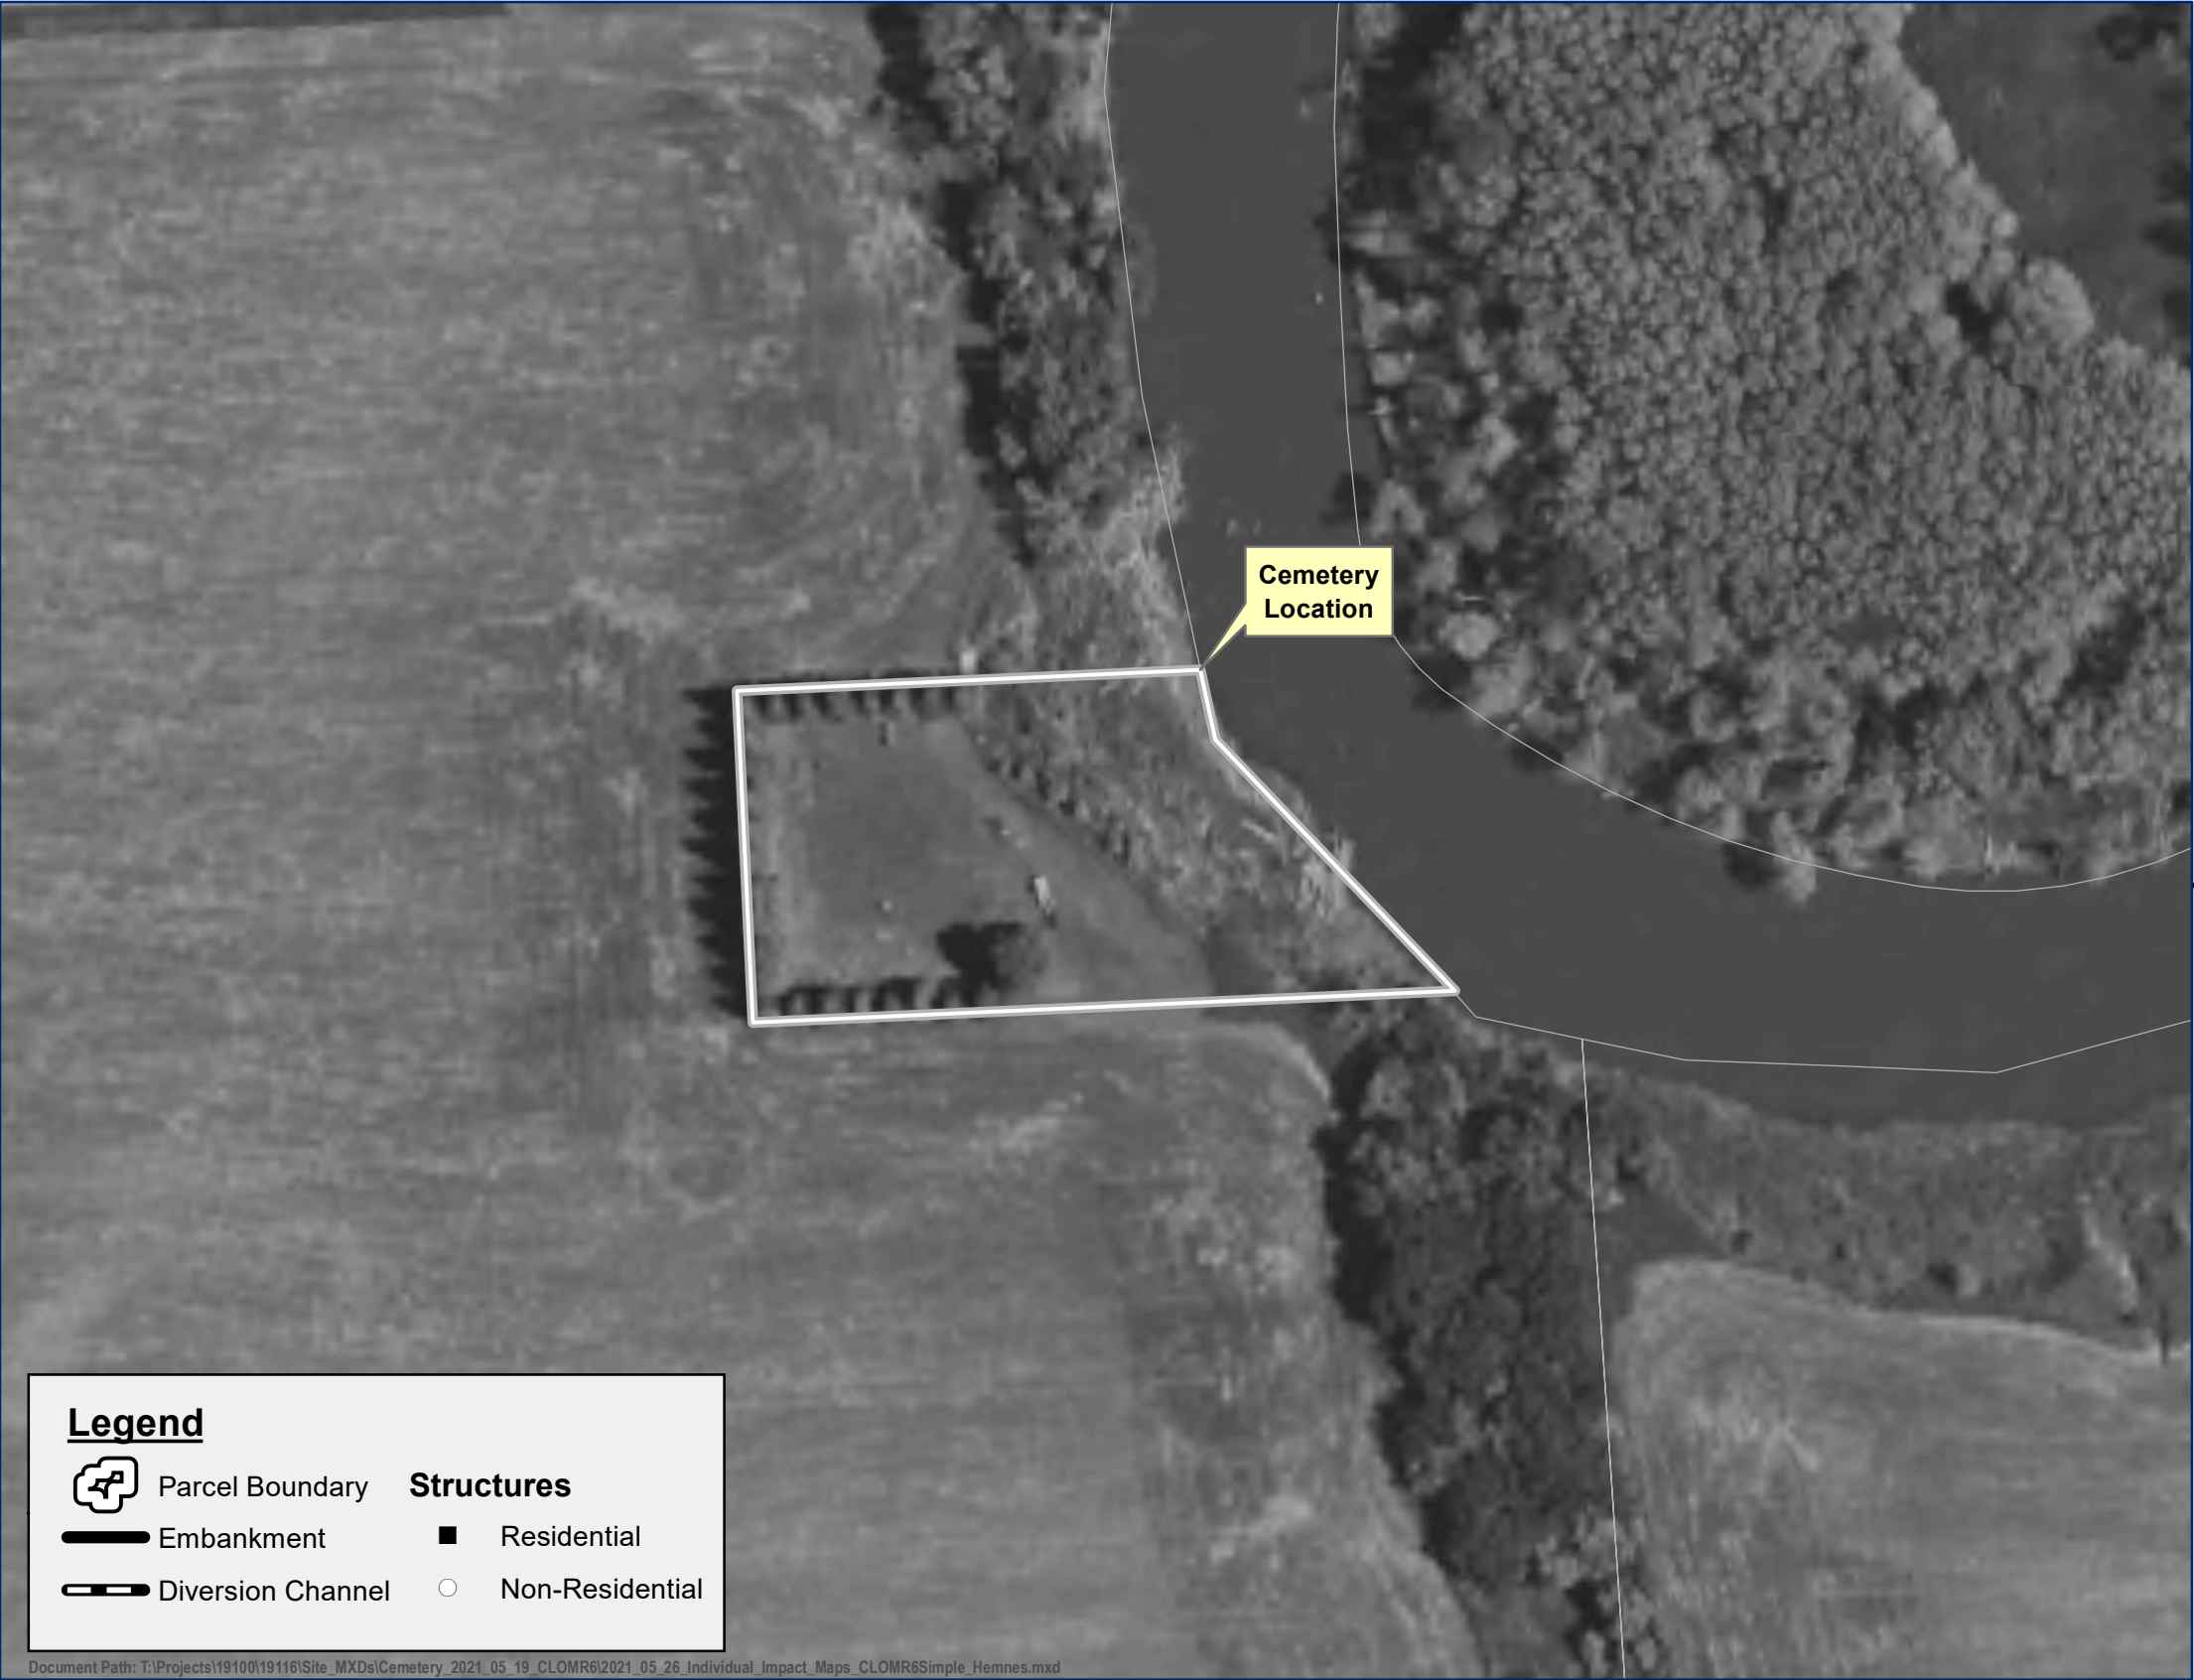 Cemetery
Location
Legend
Parcel Boundary
Structures
Embankment
Residential
Diversion Channel
Non-Residential
Document Path: T:\Projects\19100\19116\Site_MXDs\Cemetery_2021_05_19_CLOMR6\2021_05_26_Individual_Impact_Maps_CLOMR6Simple_Hemnes.mxd